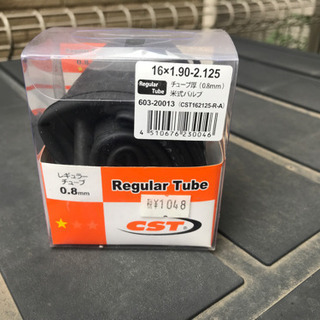 16×1.90-2.125
Regular
Tube
チューブ厚（0.8mm）
米式バルブ
603-20013 （CST162125-R-A）
4 510676 230046
レギュラー
チューブ
0.8mm
Regular Tube
¥1048
CST